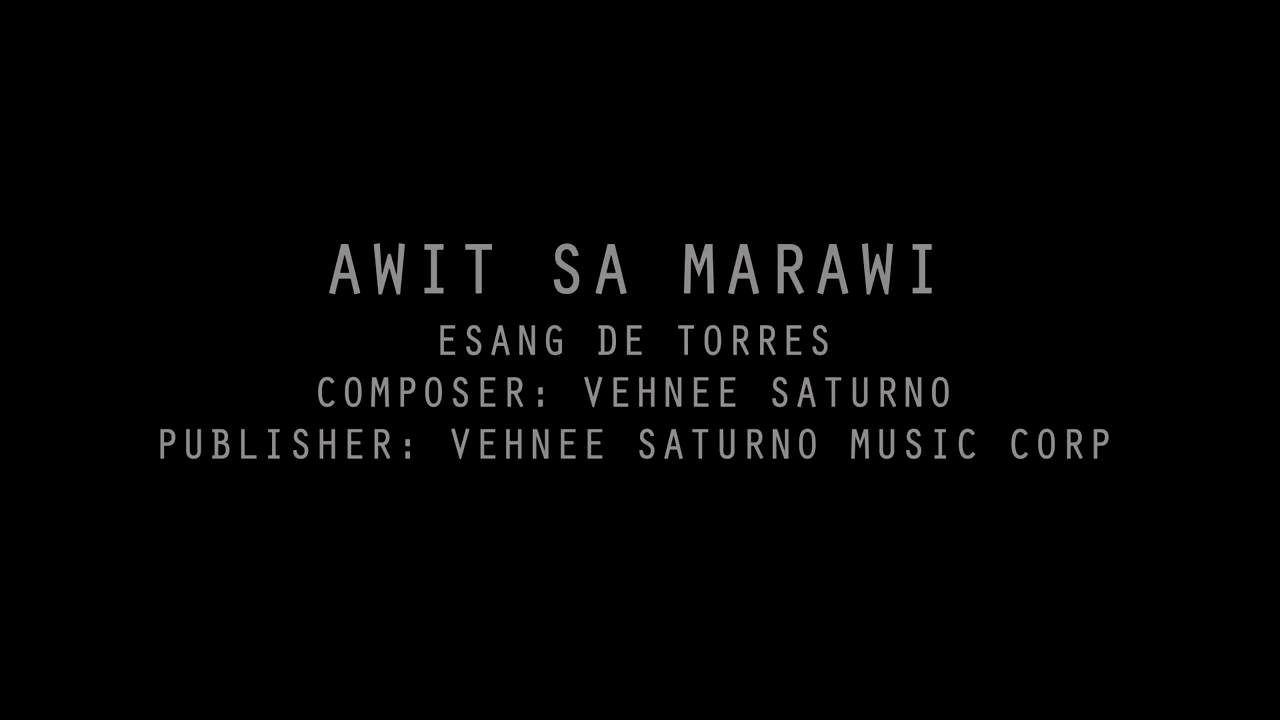 AWIT SA MARAWI
ESANG DE TORRES
COMPOSER: VEHNEE SATURNO
PUBLISHER: VEHNEE SATURNO MUSIC CORP